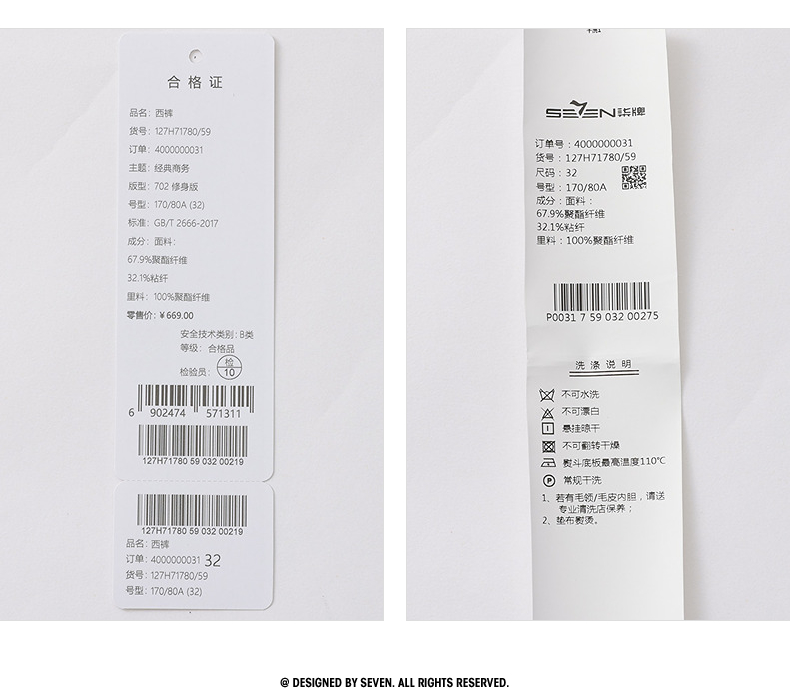 合格证
品名：西裤
货号：127H71780/59
订单：4000000031
主题：经典商务
版型：702 修身版
号型：170/80A (32)
标准：GB/T 2666-2017
成分：面料：
67.9%聚酯纤维
32.1%粘纤
里料：100%聚酯纤维
零售价：￥669.00
安全技术类别：B类
等级：合格品
检验员：检 10
6 902474 571311
127H71780 59 032 00219
127H71780 59 032 00219
品名：西裤
订单：4000000031 32
货号：127H71780/59
号型：170/80A (32)
SEVEN 柒牌
订单号：4000000031
货号：127H71780/59
尺码：32
号型：170/80A
成分：面料：
67.9%聚酯纤维
32.1%粘纤
里料：100%聚酯纤维
P0031 7 59 032 00275
洗涤说明
不可水洗
不可漂白
悬挂晾干
不可翻转干燥
熨斗底板最高温度110℃
P 常规干洗
1、若有毛领/毛皮内胆，请送
专业清洗店保养；
2、垫布熨烫。
@ DESIGNED BY SEVEN. ALL RIGHTS RESERVED.